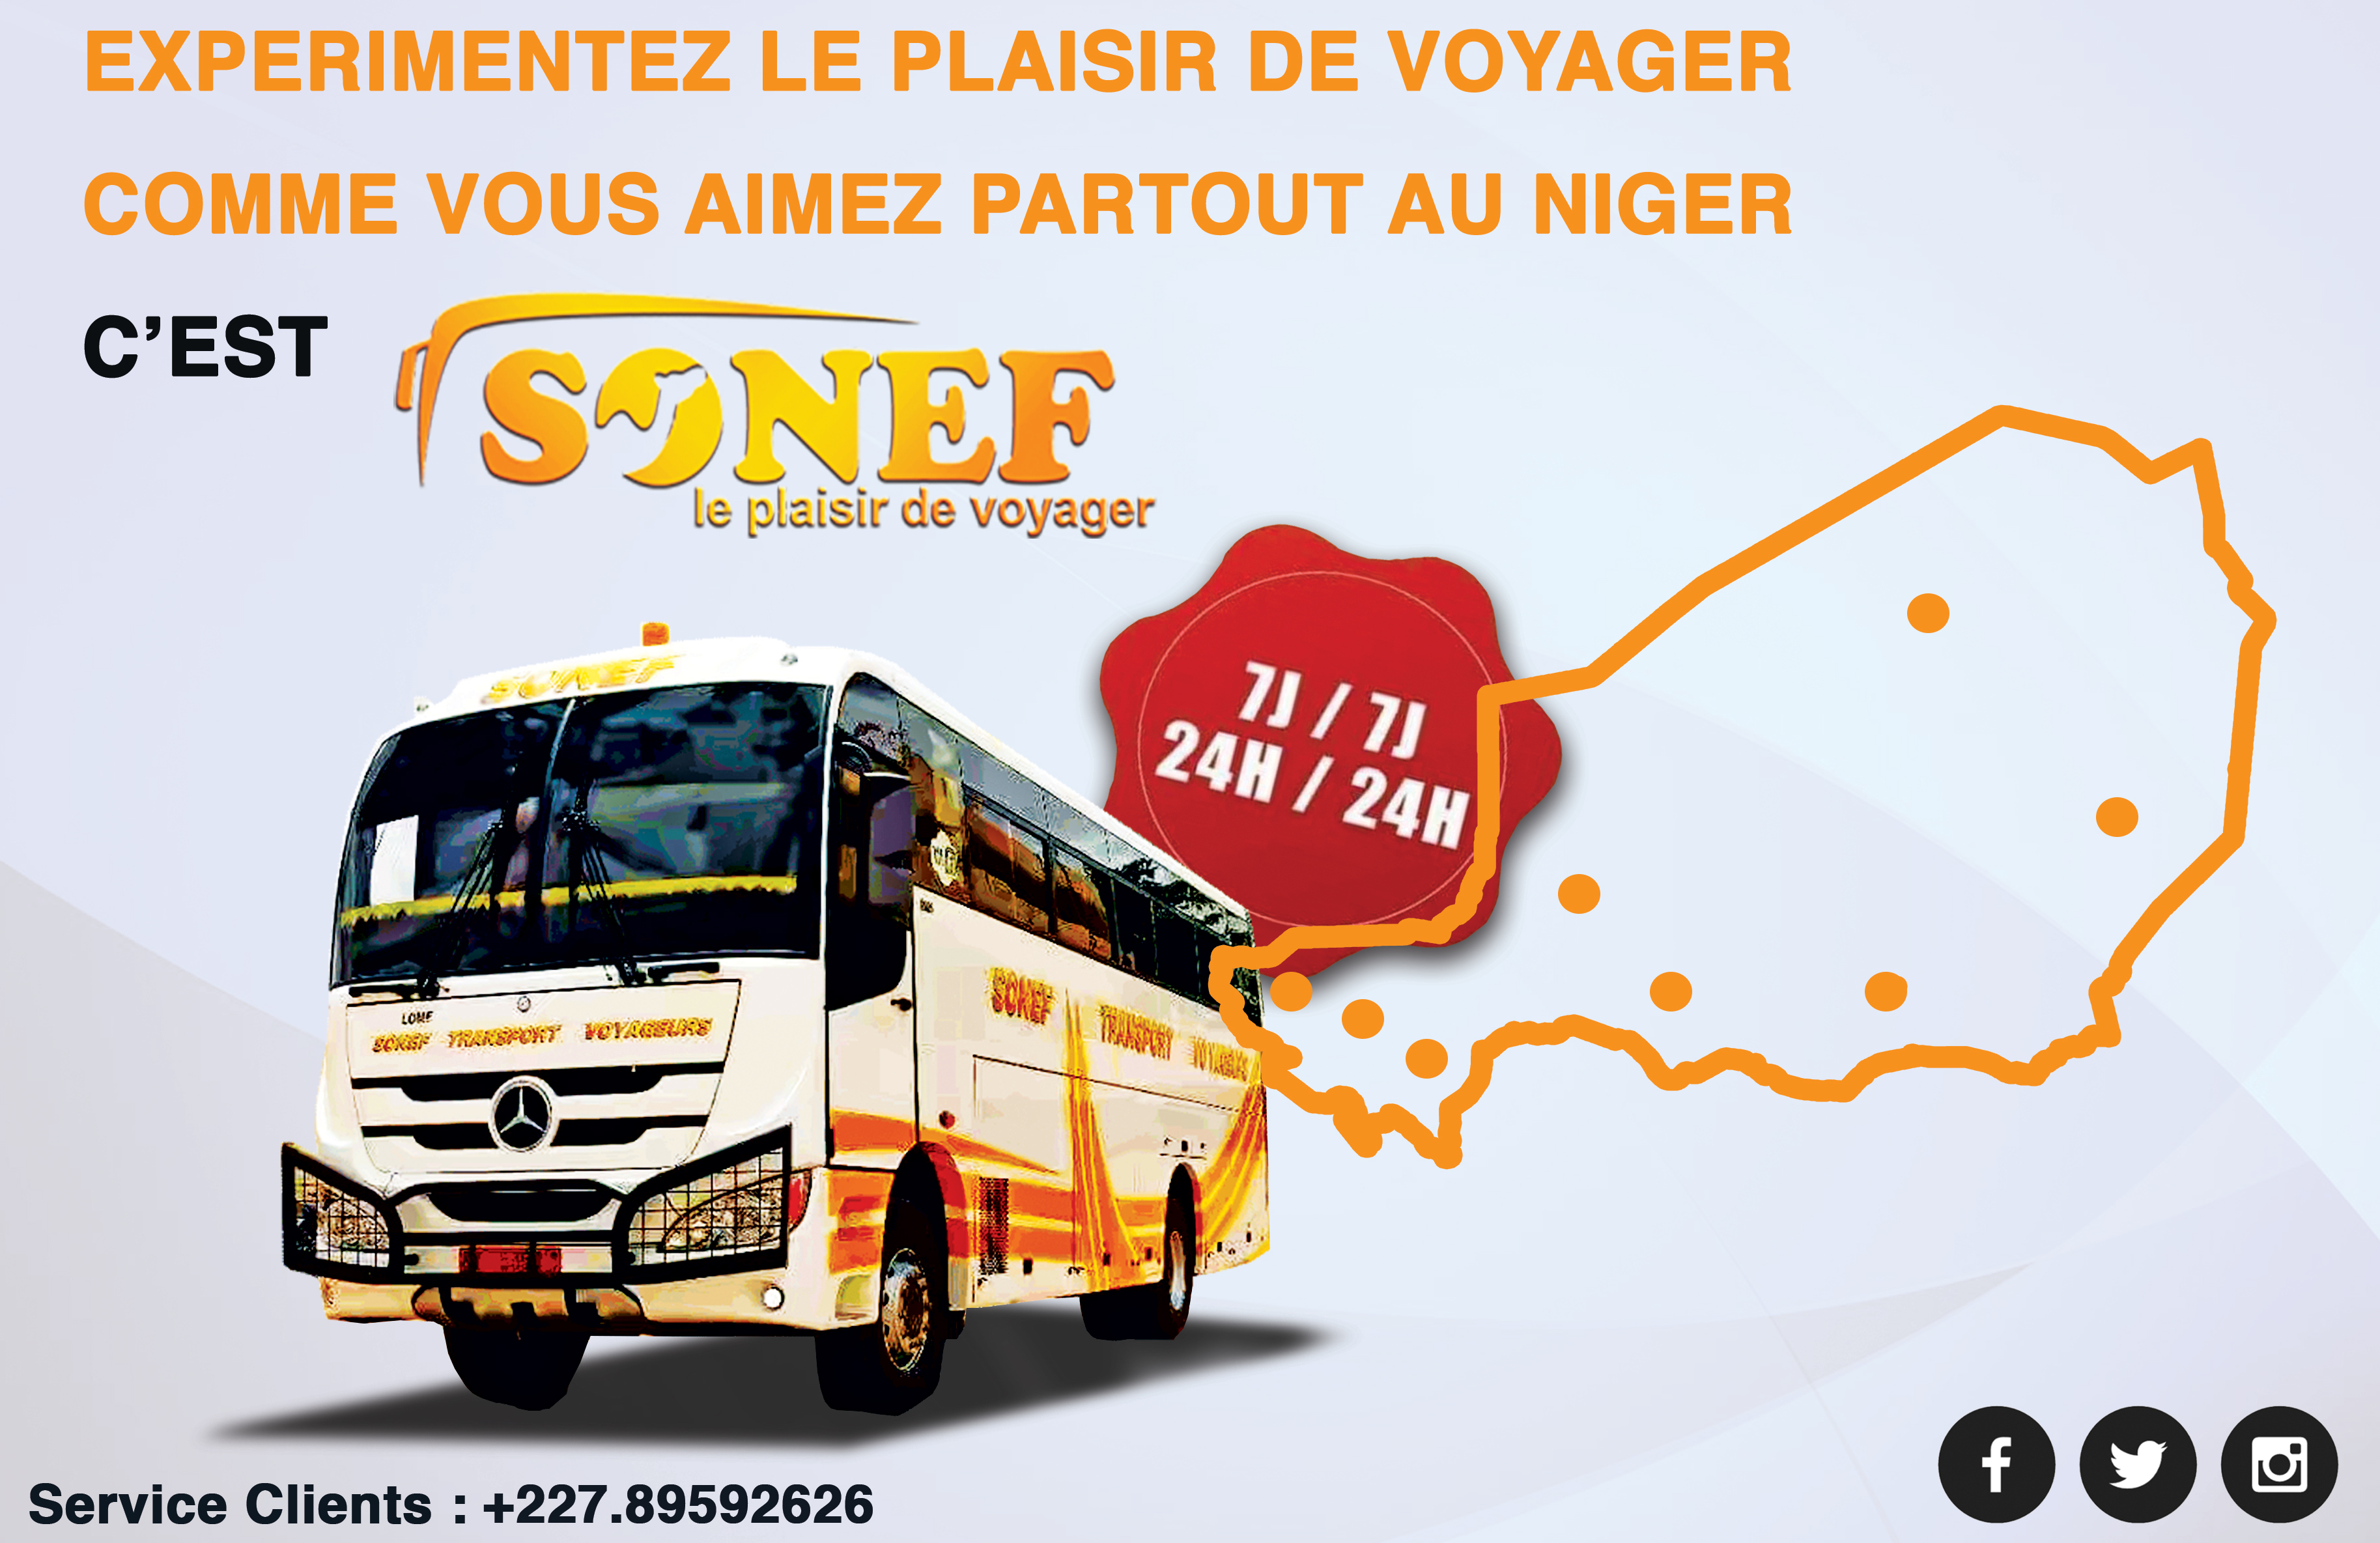 EXPERIMENTEZ LE PLAISIR DE VOYAGER
COMME VOUS AIMEZ PARTOUT AU NIGER
C’EST SONEF
le plaisir de voyager
7J / 7J
24H / 24H
SONEF
LOME
SONEF TRANSPORT VOYAGEURS
SONEF TRANSPORT VOYAGEURS
Service Clients : +227.89592626